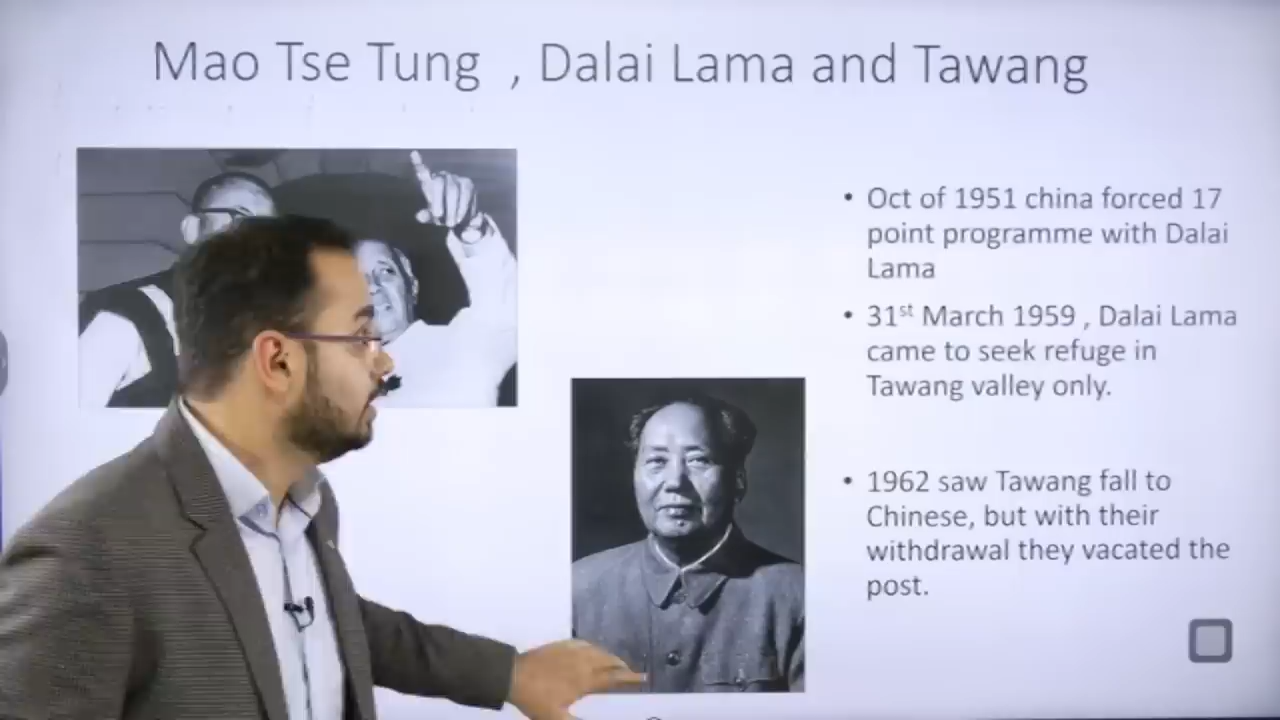 Mao Tse Tung , Dalai Lama and Tawang
• Oct of 1951 china forced 17
point programme with Dalai
Lama
• 31st March 1959 , Dalai Lama
came to seek refuge in
Tawang valley only.
• 1962 saw Tawang fall to
Chinese, but with their
withdrawal they vacated the
post.